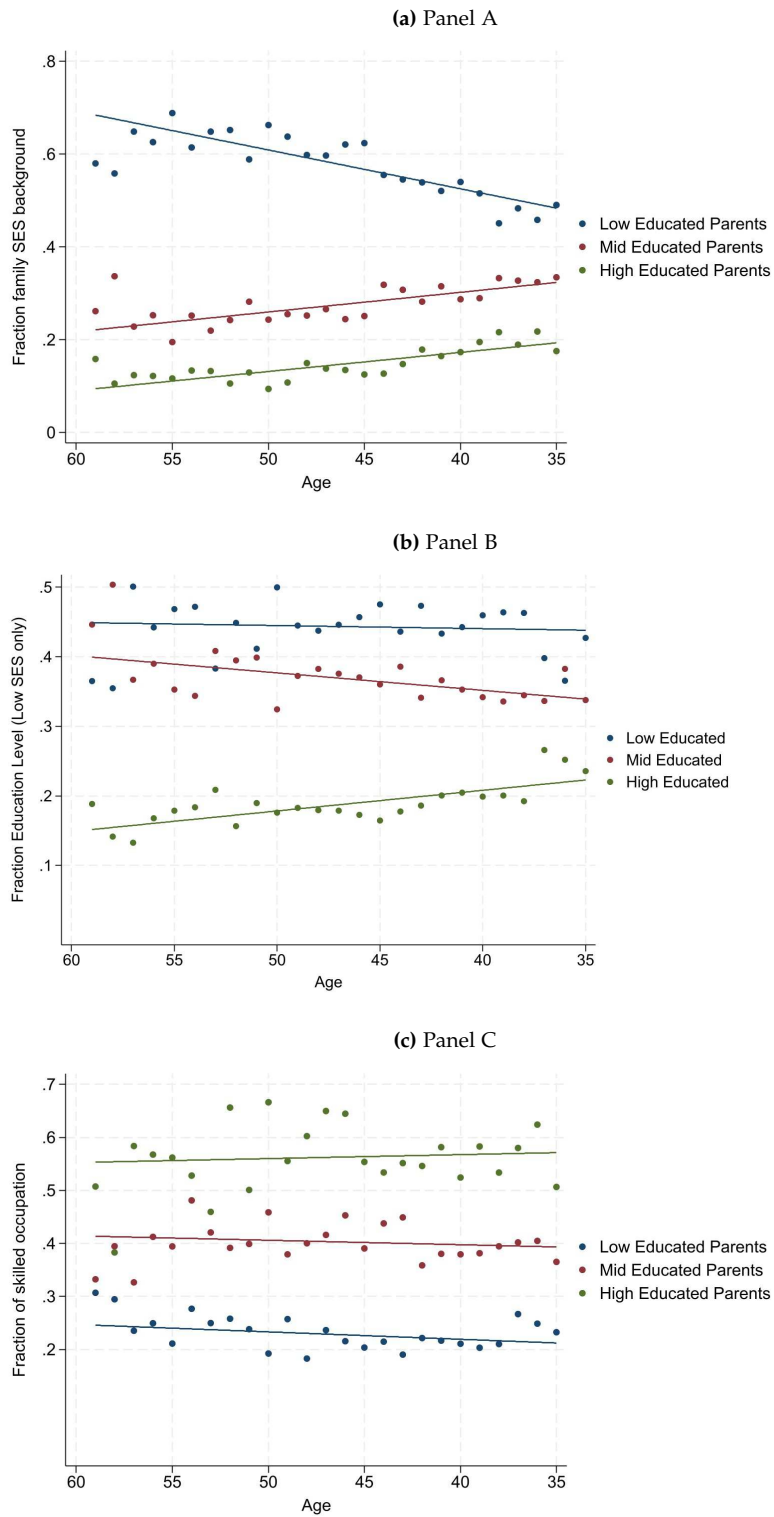 (a) Panel A
Fraction family SES background
.8
.6
.4
.2
0
60 55 50 45 40 35
Age
Low Educated Parents
Mid Educated Parents
High Educated Parents
(b) Panel B
Fraction Education Level (Low SES only)
.5
.4
.3
.2
.1
60 55 50 45 40 35
Age
Low Educated
Mid Educated
High Educated
(c) Panel C
Fraction of skilled occupation
.7
.6
.5
.4
.3
.2
60 55 50 45 40 35
Age
Low Educated Parents
Mid Educated Parents
High Educated Parents